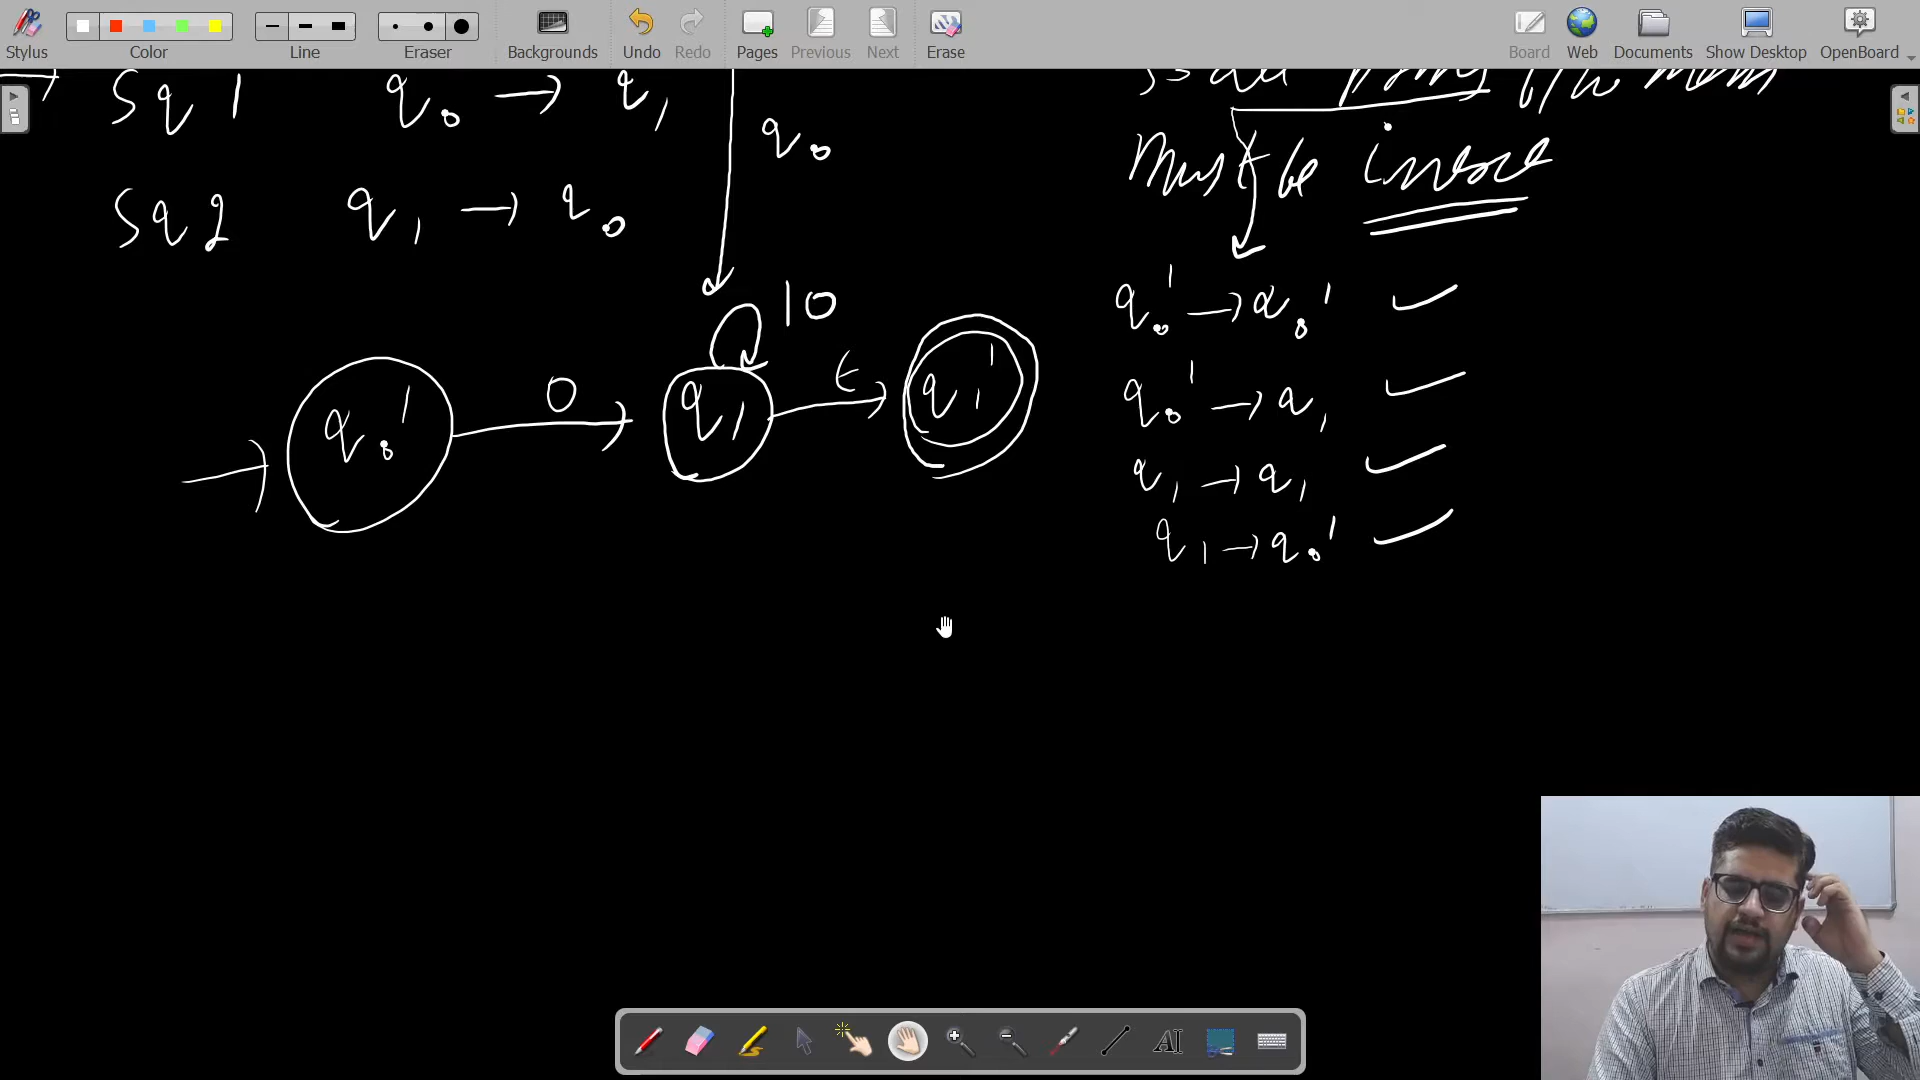 Stylus Color Line Eraser Backgrounds Undo Redo Pages Previous Next Erase Board Web Documents Show Desktop OpenBoard
Sq 1 q₀ → q₁
q₀
Must be
Sq 2 q₁ → q₀
10
q₀' → q₀' ✓
q₀' 0 q₁ ϵ q₁'
q₀' → q₁ ✓
q₁ → q₁ ✓
q₁ → q₀' ✓